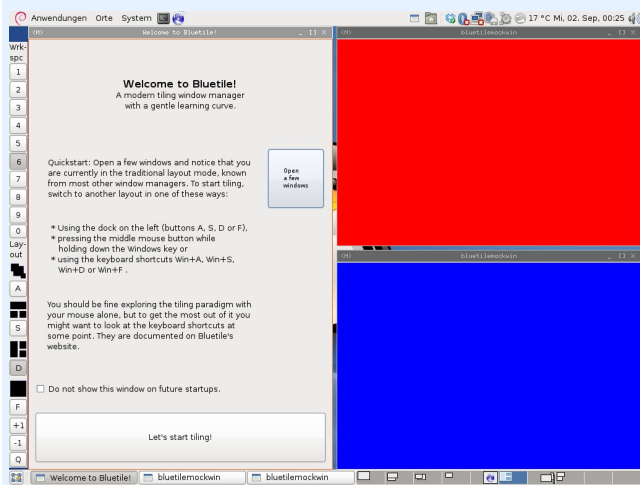 Anwendungen Orte System
17 °C Mi, 02. Sep, 00:25
(M) Welcome to Bluetile! _ [] X
(M) bluetilemockwin _ [] X
Wrk-
spc
1
2
3
4
5
6
7
8
9
0
Lay-
out
A
S
D
F
+1
-1
Q
Welcome to Bluetile!
A modern tiling window manager
with a gentle learning curve.
Quickstart: Open a few windows and notice that you
are currently in the traditional layout mode, known
from most other window managers. To start tiling,
switch to another layout in one of these ways:
Open
a few
windows
* Using the dock on the left (buttons A, S, D or F),
* pressing the middle mouse button while
holding down the Windows key or
* using the keyboard shortcuts Win+A, Win+S,
Win+D or Win+F .
You should be fine exploring the tiling paradigm with
your mouse alone, but to get the most out of it you
might want to look at the keyboard shortcuts at
some point. They are documented on Bluetile's
website.
Do not show this window on future startups.
Let's start tiling!
(M) bluetilemockwin _ [] X
Welcome to Bluetile! bluetilemockwin bluetilemockwin